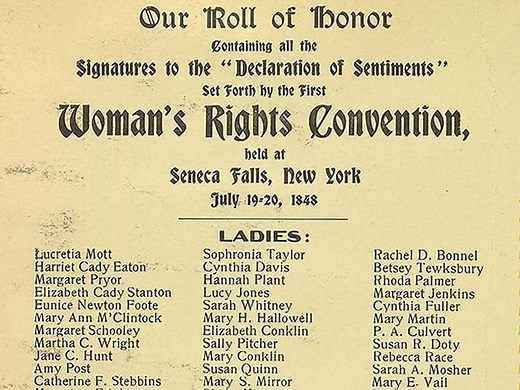 Our Roll of Honor
Containing all the
Signatures to the "Declaration of Sentiments"
Set Forth by the First
Woman's Rights Convention,
held at
Seneca Falls, New York
July 19-20, 1848
LADIES:
Lucretia Mott
Harriet Cady Eaton
Margaret Pryor
Elizabeth Cady Stanton
Eunice Newton Foote
Mary Ann M'Clintock
Margaret Schooley
Martha C. Wright
Jane C. Hunt
Amy Post
Catherine F. Stebbins
Sophronia Taylor
Cynthia Davis
Hannah Plant
Lucy Jones
Sarah Whitney
Mary H. Hallowell
Elizabeth Conklin
Sally Pitcher
Mary Conklin
Susan Quinn
Mary S. Mirror
Rachel D. Bonnel
Betsey Tewksbury
Rhoda Palmer
Margaret Jenkins
Cynthia Fuller
Mary Martin
P. A. Culvert
Susan R. Doty
Rebecca Race
Sarah A. Mosher
Mary E. Vail